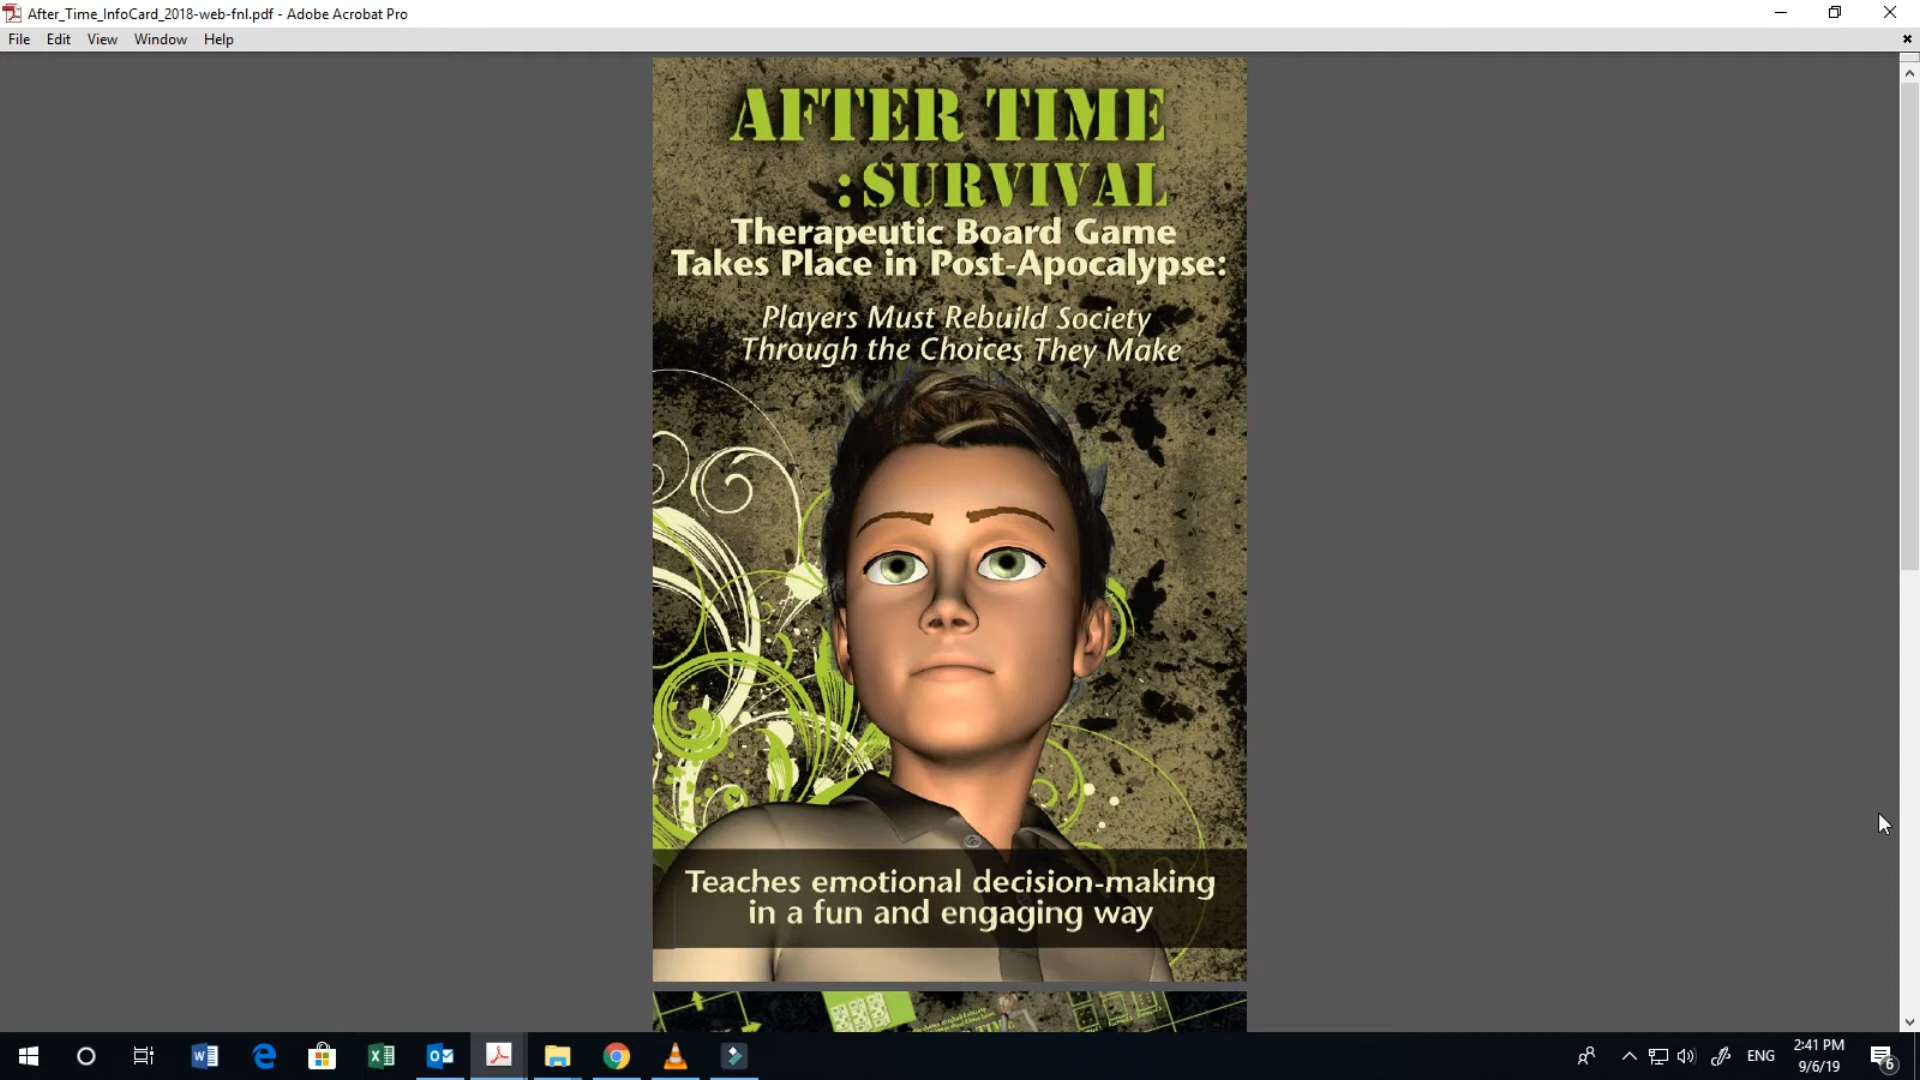 After_Time_InfoCard_2018-web-fnl.pdf - Adobe Acrobat Pro
File Edit View Window Help
AFTER TIME
:SURVIVAL
Therapeutic Board Game
Takes Place in Post-Apocalypse:
Players Must Rebuild Society
Through the Choices They Make
Teaches emotional decision-making
in a fun and engaging way
ENG
2:41 PM
9/6/19
6